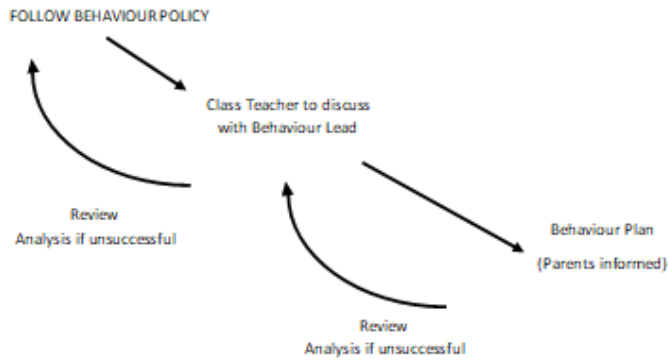 FOLLOW BEHAVIOUR POLICY
Class Teacher to discuss
with Behaviour Lead
Review
Analysis if unsuccessful
Behaviour Plan
(Parents informed)
Review
Analysis if unsuccessful